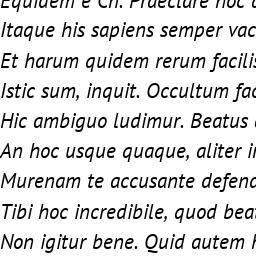 Equidem e Cn. Praeclare hoc
Itaque his sapiens semper vac
Et harum quidem rerum facilis
Istic sum, inquit. Occultum fac
Hic ambiguo ludimur. Beatus
An hoc usque quaque, aliter in
Murenam te accusante defend
Tibi hoc incredibile, quod beat
Non igitur bene. Quid autem h